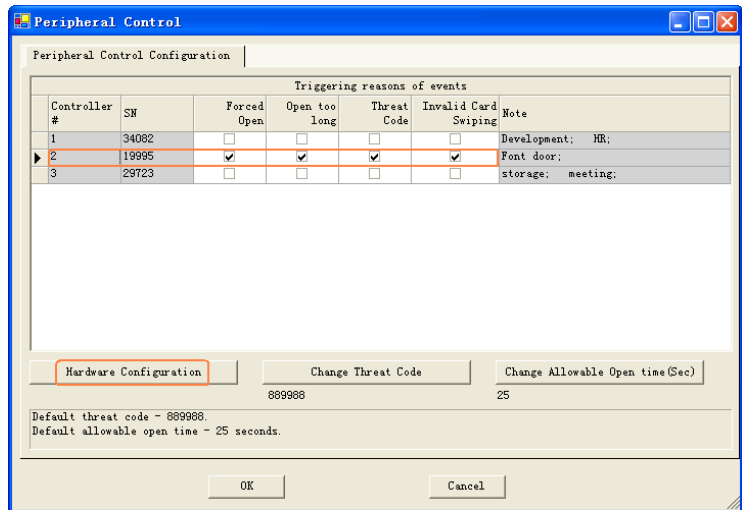 Peripheral Control
Peripheral Control Configuration
Triggering reasons of events
Controller # SN Forced Open Open too long Threat Code Invalid Card Swiping Note
1 34082 Development; HR;
2 19995 Font door;
3 29723 storage; meeting;
Hardware Configuration Change Threat Code Change Allowable Open time(Sec)
889988 25
Default threat code - 889988.
Default allowable open time - 25 seconds.
OK Cancel